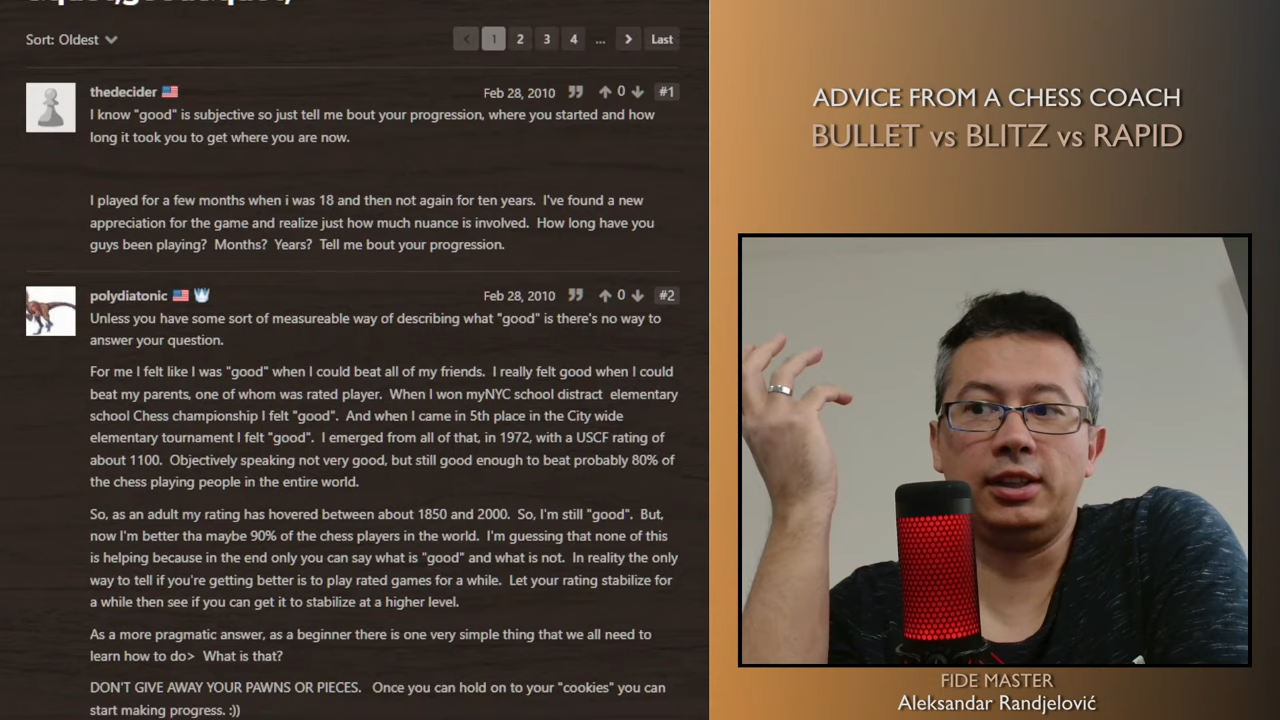 Sort: Oldest
1 2 3 4 ... Last
thedecider
Feb 28, 2010
0
#1
I know "good" is subjective so just tell me bout your progression, where you started and how
long it took you to get where you are now.
I played for a few months when i was 18 and then not again for ten years. I've found a new
appreciation for the game and realize just how much nuance is involved. How long have you
guys been playing? Months? Years? Tell me bout your progression.
polydiatonic
Feb 28, 2010
0
#2
Unless you have some sort of measureable way of describing what "good" is there's no way to
answer your question.
For me I felt like I was "good" when I could beat all of my friends. I really felt good when I could
beat my parents, one of whom was rated player. When I won myNYC school distract elementary
school Chess championship I felt "good". And when I came in 5th place in the City wide
elementary tournament I felt "good". I emerged from all of that, in 1972, with a USCF rating of
about 1100. Objectively speaking not very good, but still good enough to beat probably 80% of
the chess playing people in the entire world.
So, as an adult my rating has hovered between about 1850 and 2000. So, I'm still "good". But,
now I'm better tha maybe 90% of the chess players in the world. I'm guessing that none of this
is helping because in the end only you can say what is "good" and what is not. In reality the only
way to tell if you're getting better is to play rated games for a while. Let your rating stabilize for
a while then see if you can get it to stabilize at a higher level.
As a more pragmatic answer, as a beginner there is one very simple thing that we all need to
learn how to do> What is that?
DON'T GIVE AWAY YOUR PAWNS OR PIECES. Once you can hold on to your "cookies" you can
start making progress. :))
ADVICE FROM A CHESS COACH
BULLET vs BLITZ vs RAPID
FIDE MASTER
Aleksandar Randjelović